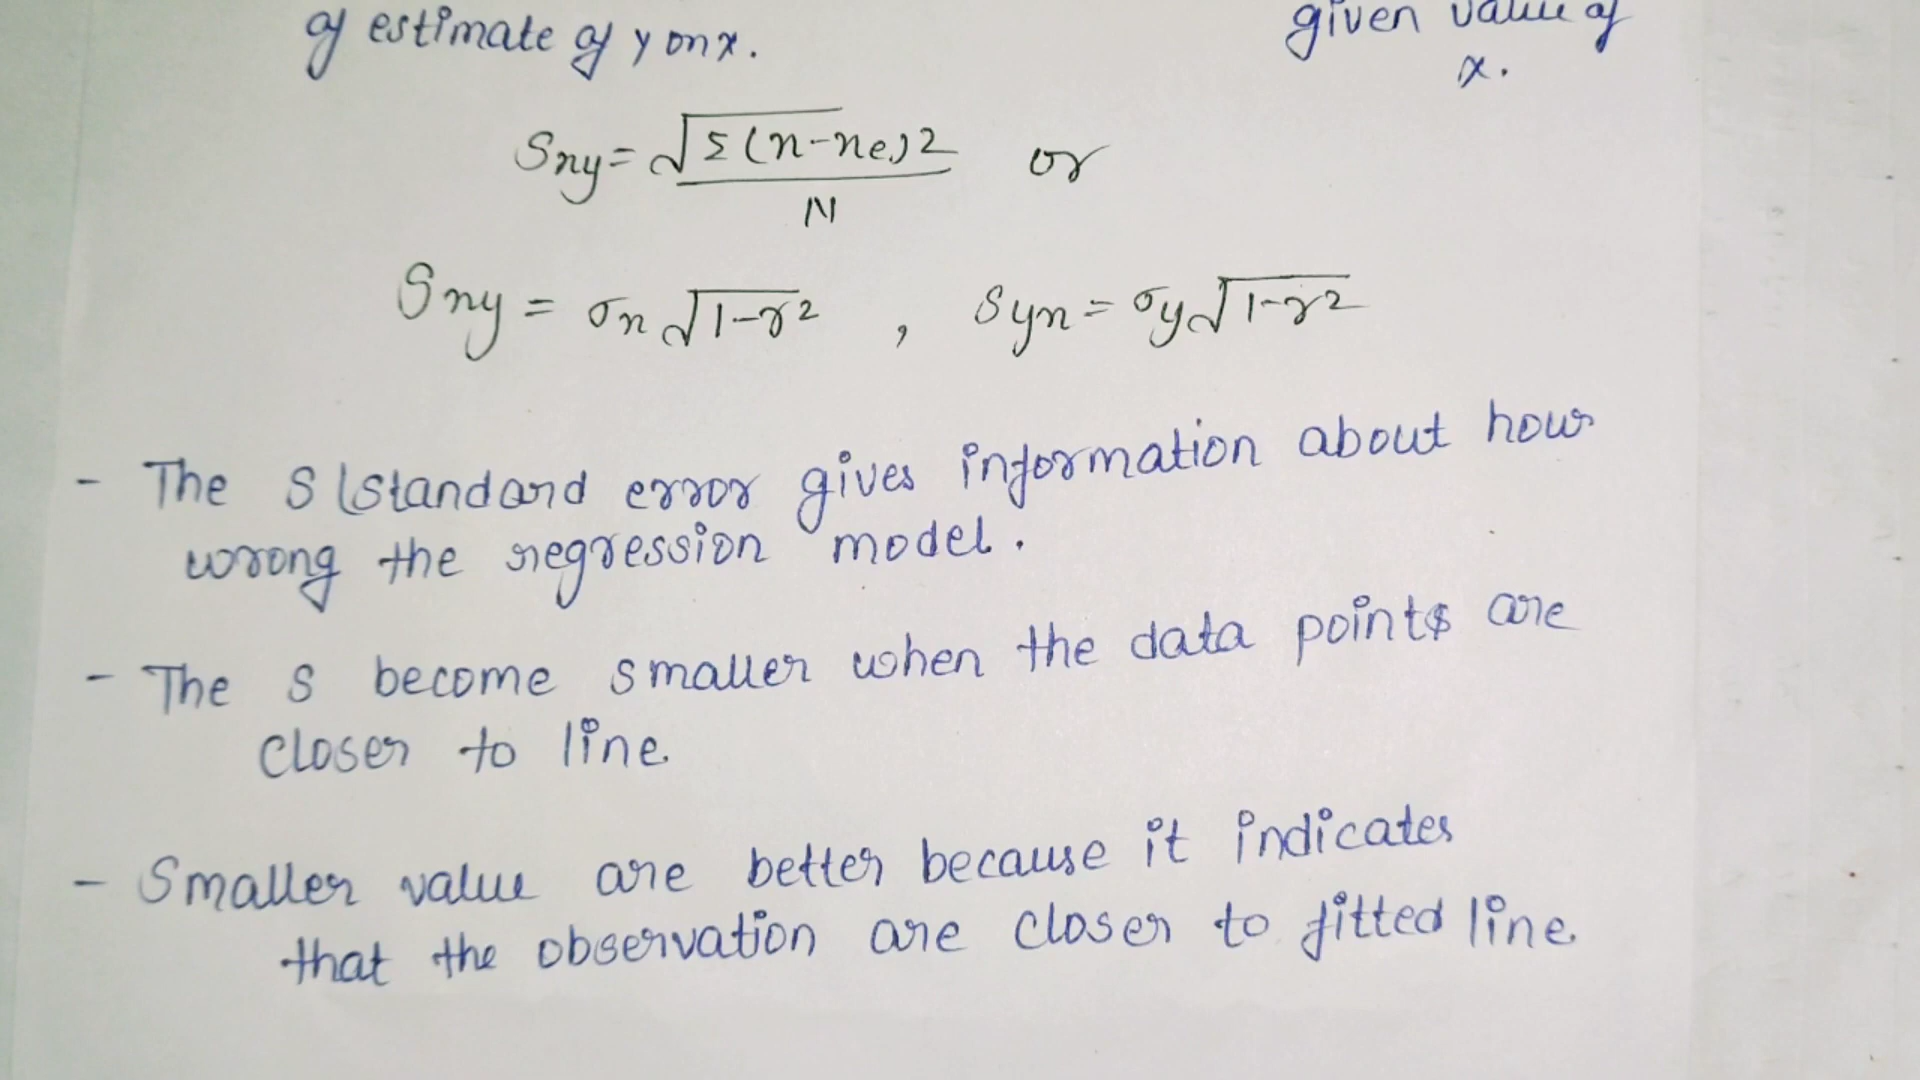 of estimate of y on x.
given value of
x.
Sxy = √Σ(x-xe)2 / N or
Sxy = σx √1-r2 , Syx = σy √1-r2
- The S (standard error gives information about how
wrong the regression model.
- The S become smaller when the data points are
closer to line.
- Smaller value are better because it indicates
that the observation are closer to fitted line.